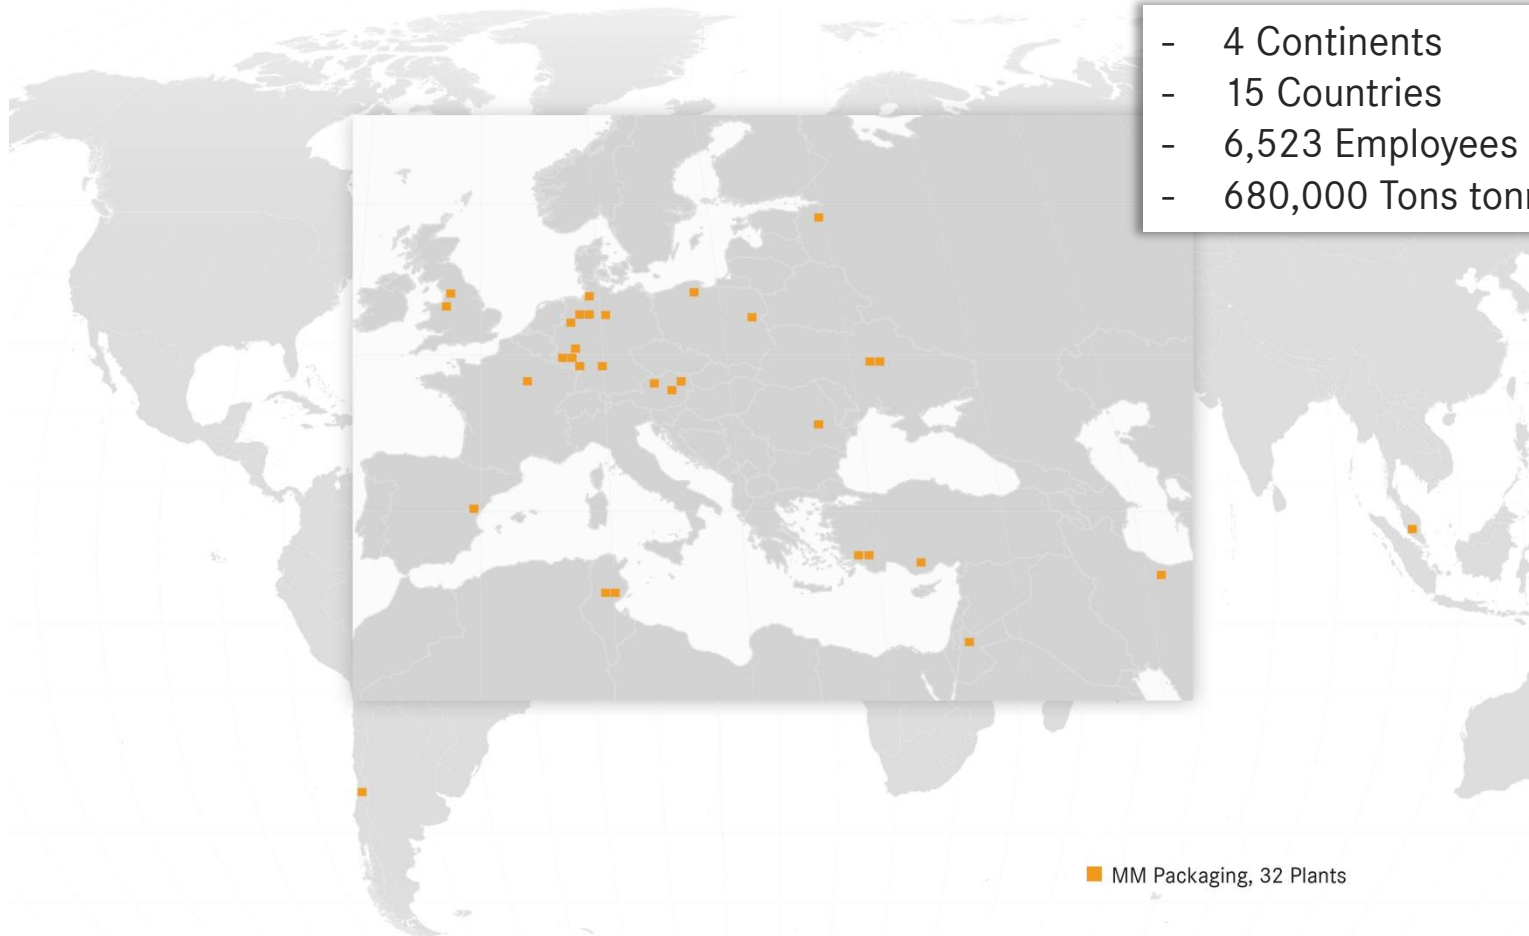 - 4 Continents
- 15 Countries
- 6,523 Employees
- 680,000 Tons
MM Packaging, 32 Plants